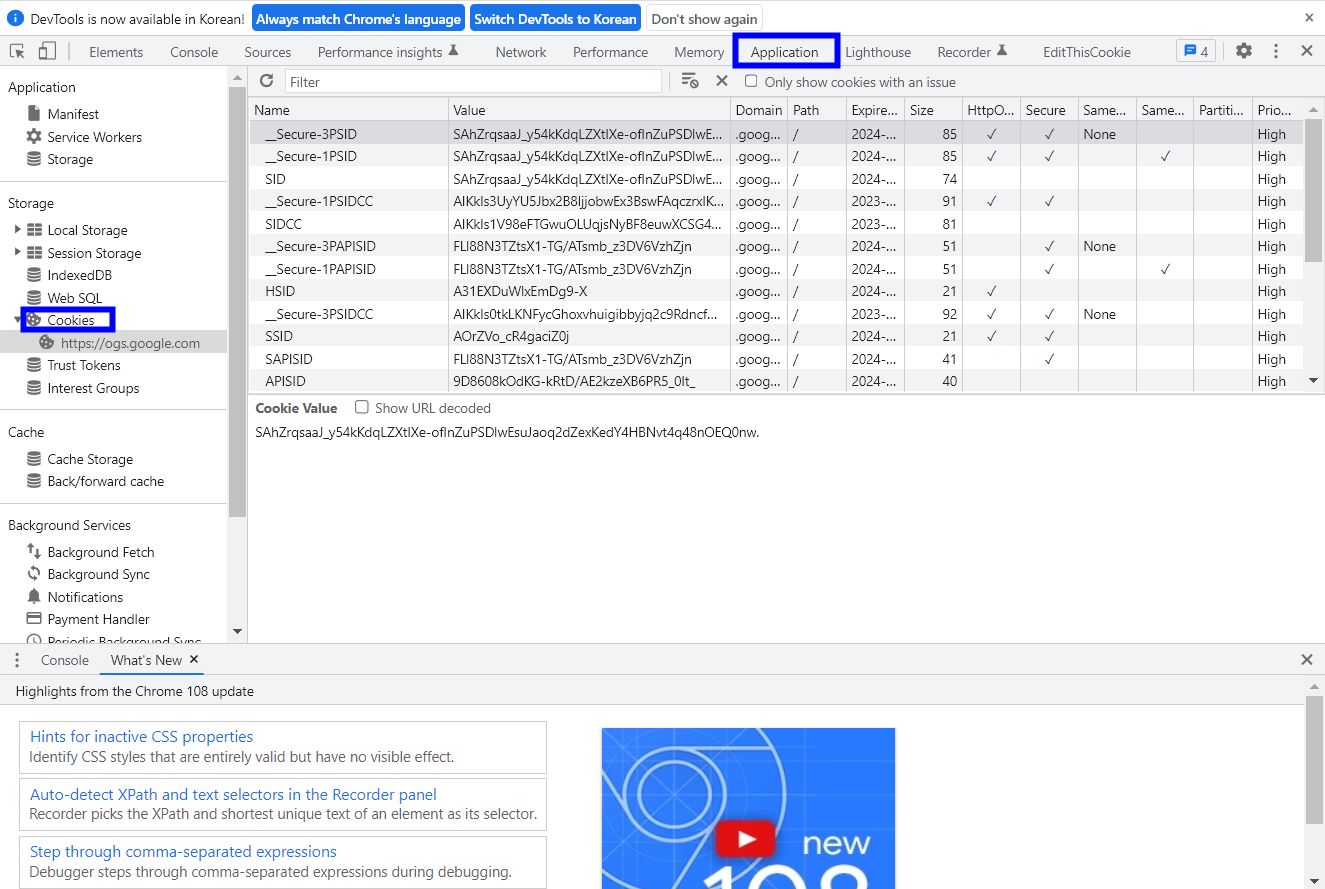 DevTools is now available in Korean! Always match Chrome's language Switch DevTools to Korean Don't show again
Elements Console Sources Performance insights Network Performance Memory Application Lighthouse Recorder EditThisCookie 4
Application
Manifest
Service Workers
Storage
Storage
Local Storage
Session Storage
IndexedDB
Web SQL
Cookies
https://ogs.google.com
Trust Tokens
Interest Groups
Cache
Cache Storage
Back/forward cache
Background Services
Background Fetch
Background Sync
Notifications
Payment Handler
Periodic Background Sync
Filter Only show cookies with an issue
Name Value Domain Path Expire... Size HttpO... Secure Same... Same... Partiti... Prio...
__Secure-3PSID SAhZrqsaaJ_y54kKdqLZXtlXe-ofInZuPSDlwE... .goog... / 2024-... 85 ✓ ✓ None High
__Secure-1PSID SAhZrqsaaJ_y54kKdqLZXtlXe-ofInZuPSDlwE... .goog... / 2024-... 85 ✓ ✓ ✓ High
SID SAhZrqsaaJ_y54kKdqLZXtlXe-ofInZuPSDlwE... .goog... / 2024-... 74 High
__Secure-1PSIDCC AIKkIs3UyYU5Jbx2B8ljjobwEx3BswFAqczrxlK... .goog... / 2023-... 91 ✓ ✓ High
SIDCC AIKkIs1V98eFTGwuOLUqjsNyBF8euwXCSG4... .goog... / 2023-... 81 High
__Secure-3PAPISID FLI88N3TZtsX1-TG/ATsmb_z3DV6VzhZjn .goog... / 2024-... 51 ✓ None High
__Secure-1PAPISID FLI88N3TZtsX1-TG/ATsmb_z3DV6VzhZjn .goog... / 2024-... 51 ✓ ✓ High
HSID A31EXDuWlxEmDg9-X .goog... / 2024-... 21 ✓ High
__Secure-3PSIDCC AIKkIs0tkLKNFycGhoxvhuigibbyjq2c9Rdncf... .goog... / 2023-... 92 ✓ ✓ None High
SSID AOrZVo_cR4gaciZ0j .goog... / 2024-... 21 ✓ ✓ High
SAPISID FLI88N3TZtsX1-TG/ATsmb_z3DV6VzhZjn .goog... / 2024-... 41 ✓ High
APISID 9D8608kOdKG-kRtD/AE2kzeXB6PR5_0lt_ .goog... / 2024-... 40 High
Cookie Value Show URL decoded
SAhZrqsaaJ_y54kKdqLZXtlXe-ofInZuPSDlwEsuJaoq2dZexKedY4HBNvt4q48nOEQ0nw.
Console What's New
Highlights from the Chrome 108 update
Hints for inactive CSS properties
Identify CSS styles that are entirely valid but have no visible effect.
Auto-detect XPath and text selectors in the Recorder panel
Recorder picks the XPath and shortest unique text of an element as its selector.
Step through comma-separated expressions
Debugger steps through comma-separated expressions during debugging.
new
108